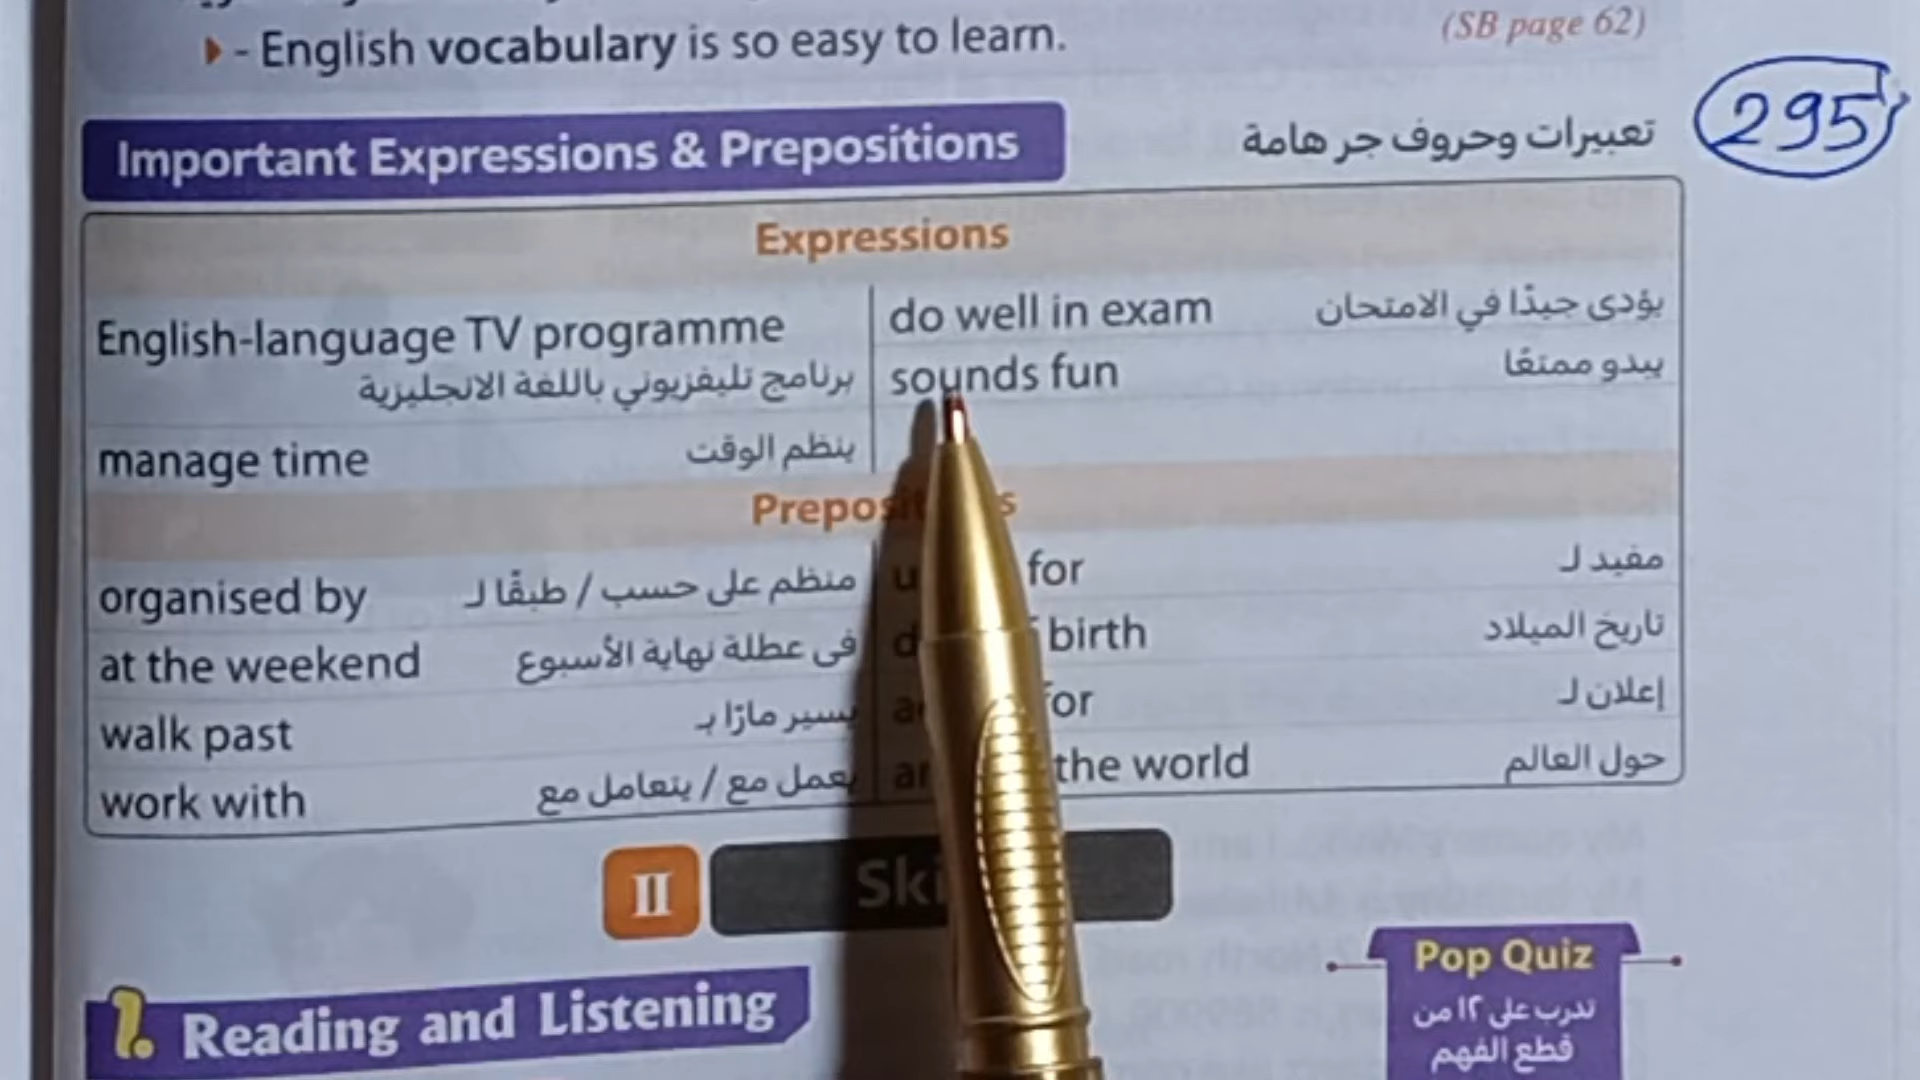 - English vocabulary is so easy to learn.
(SB page 62)
295
Important Expressions & Prepositions
تعبيرات وحروف جر هامة
Expressions
English-language TV programme
برنامج تليفزيوني باللغة الانجليزية
do well in exam يؤدى جيدًا في الامتحان
sounds fun يبدو ممتعًا
manage time ينظم الوقت
organised by منظم على حسب / طبقًا لـ
for مفيد لـ
at the weekend فى عطلة نهاية الأسبوع
birth تاريخ الميلاد
walk past يسير مارًا بـ
for إعلان لـ
work with يعمل مع / يتعامل مع
the world حول العالم
II
1. Reading and Listening
Pop Quiz
تدرب على ١٢ من
قطع الفهم